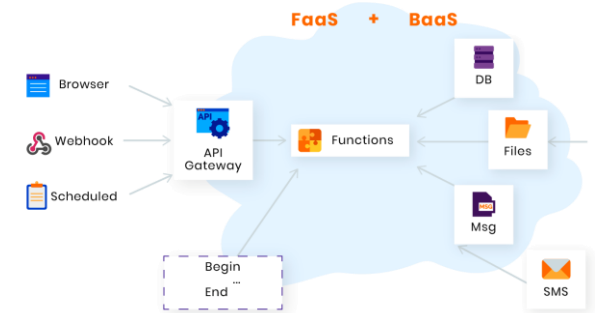 FaaS + BaaS
DB
Browser
API
Webhook
API
Gateway
Functions
Files
Scheduled
MSG
Msg
Begin
...
End
SMS